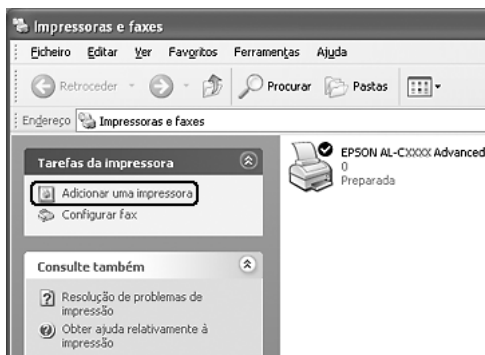 Impressoras e faxes
Ficheiro Editar Ver Favoritos Ferramentas Ajuda
Retroceder Procurar Pastas
Endereço Impressoras e faxes
Tarefas da impressora
Adicionar uma impressora
Configurar fax
Consulte também
Resolução de problemas de
impressão
Obter ajuda relativamente à
impressão
EPSON AL-CXXXX Advanced
0
Preparada